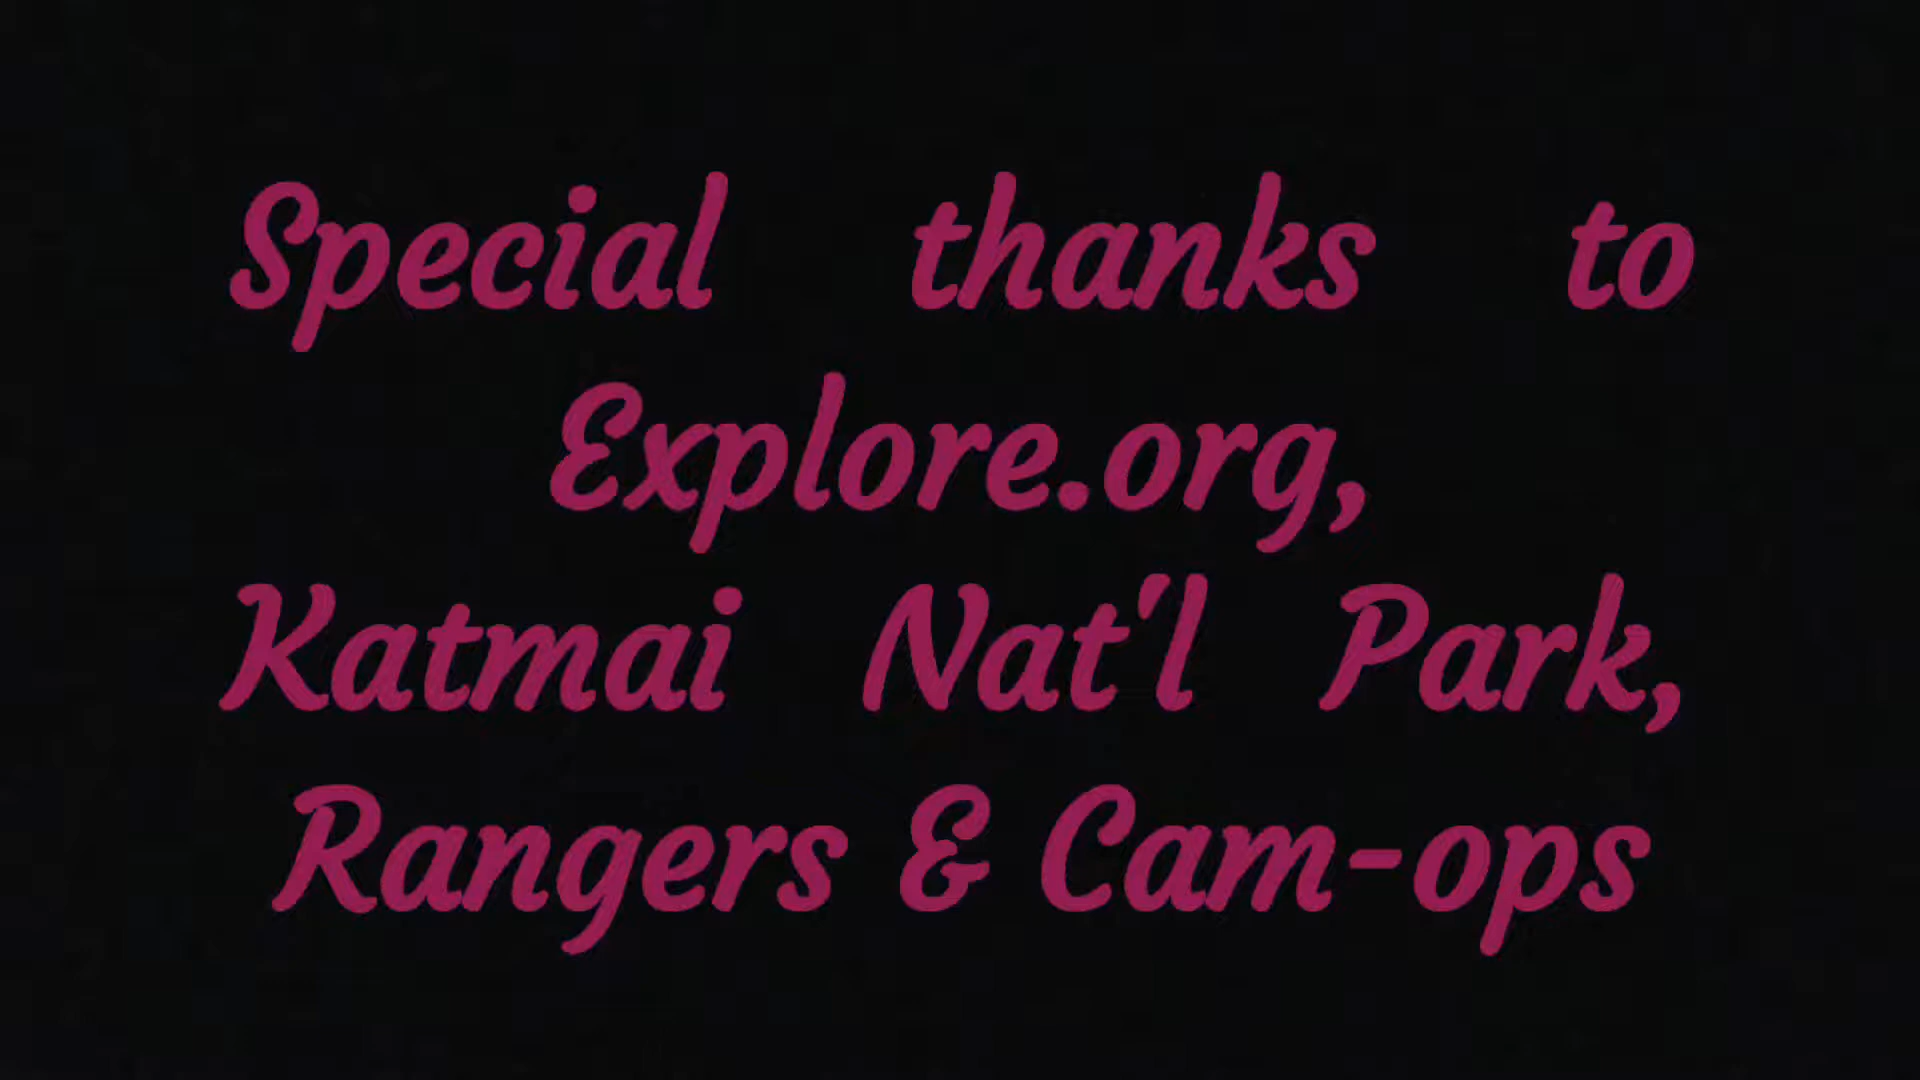 Special thanks to
Explore.org,
Katmai Nat'l Park,
Rangers & Cam-ops